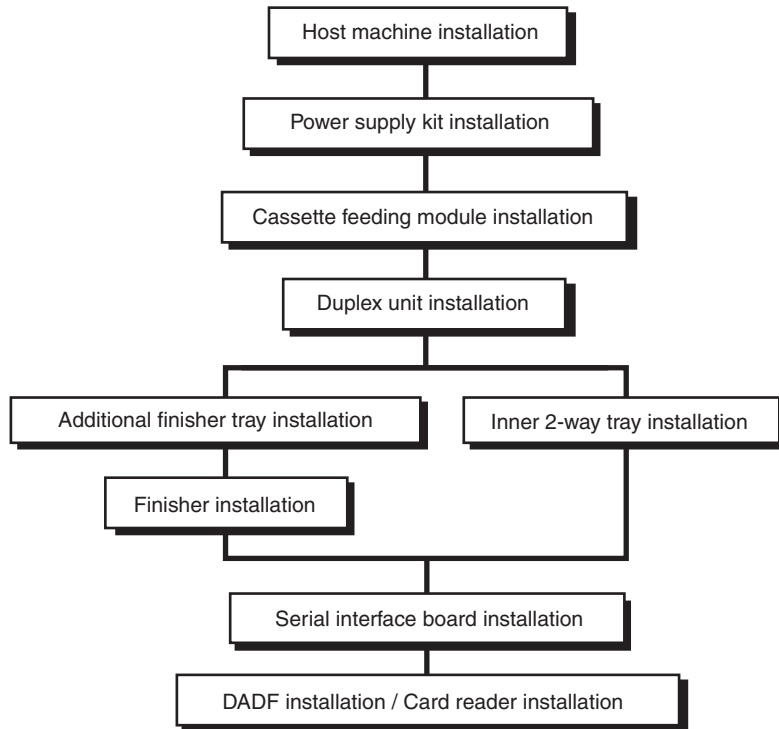 Host machine installation
Power supply kit installation
Cassette feeding module installation
Duplex unit installation
Additional finisher tray installation
Inner 2-way tray installation
Finisher installation
Serial interface board installation
DADF installation / Card reader installation